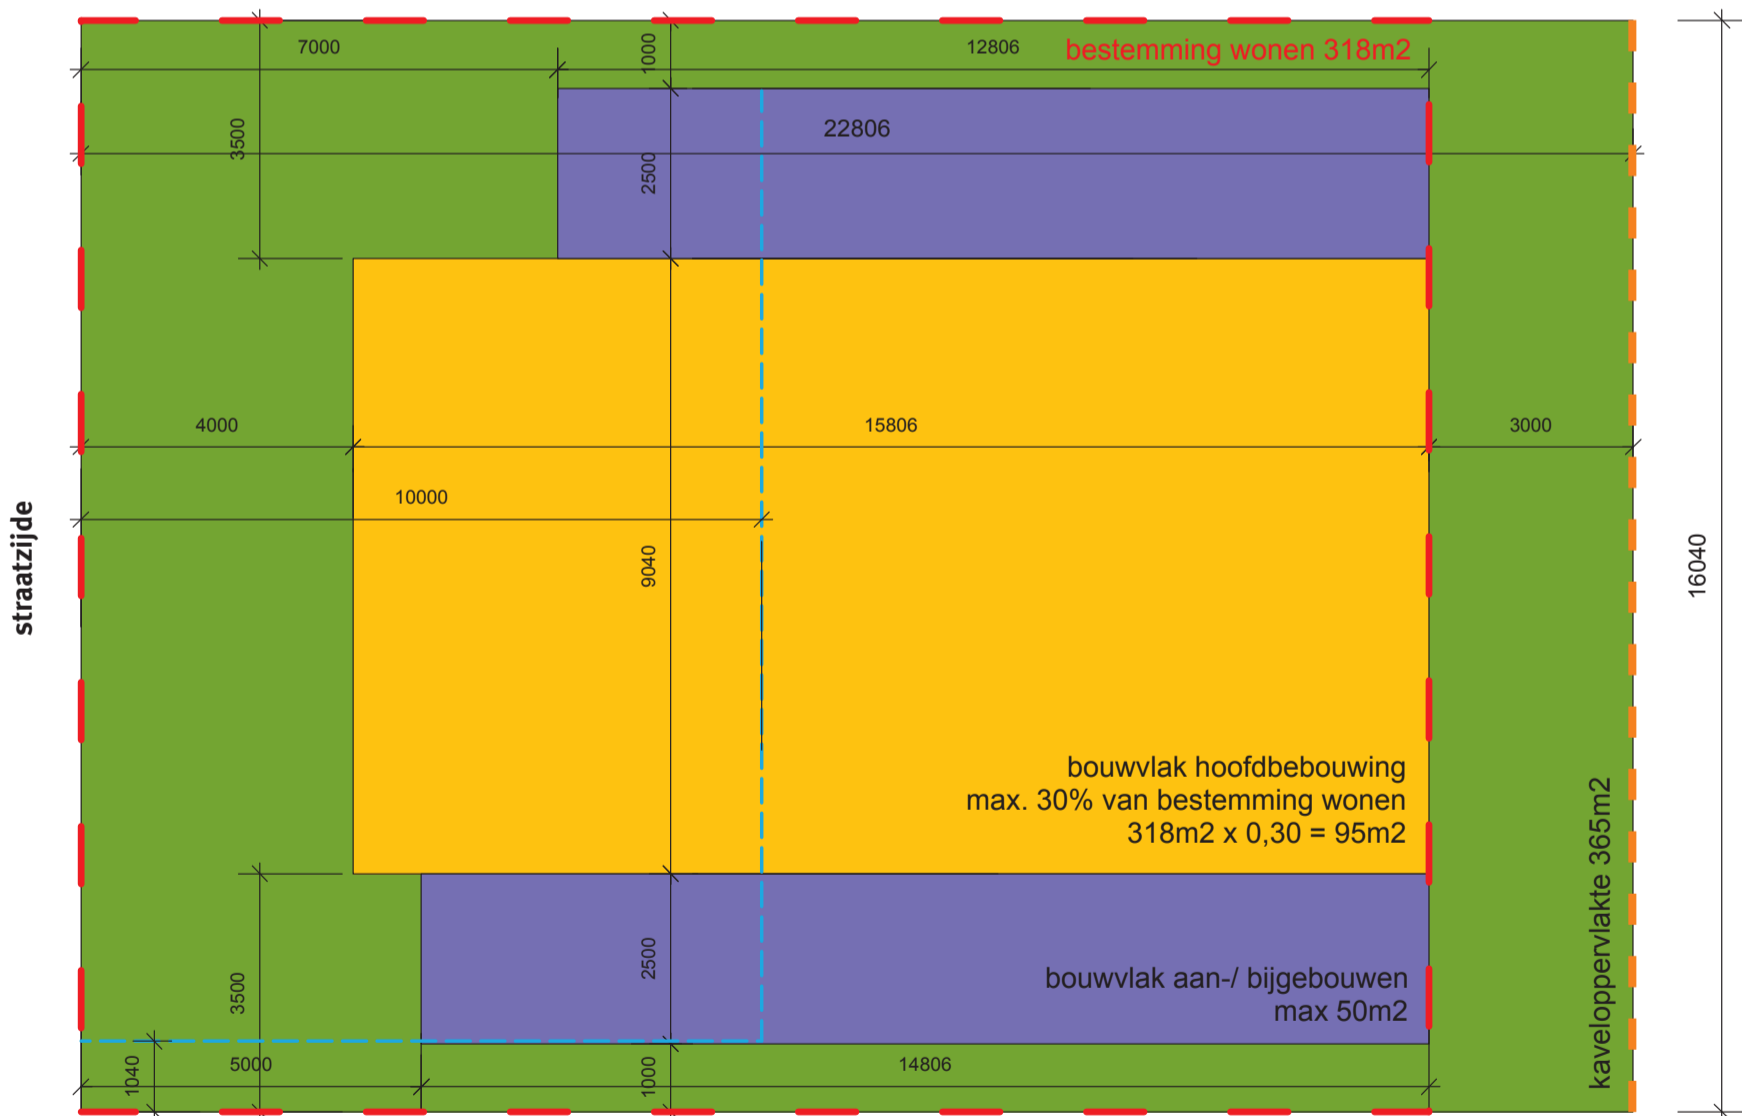 7000
1000
12806
bestemming wonen 318m2
3500
22806
2500
4000
15806
3000
10000
straatzijde
9040
16040
bouwvlak hoofdbebouwing
max. 30% van bestemming wonen
318m2 x 0,30 = 95m2
kaveloppervlakte 365m2
2500
3500
bouwvlak aan-/ bijgebouwen
max 50m2
1040
5000
1000
14806